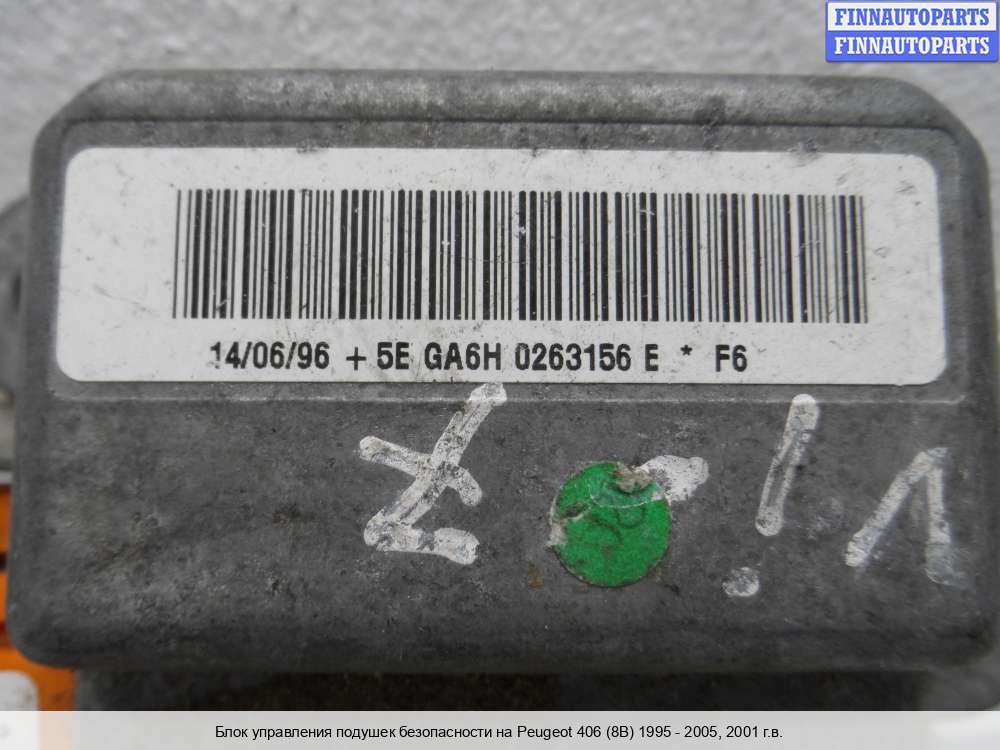 FINNAUTOPARTS
FINNAUTOPARTS
14/06/96 + 5E GA6H 0263156 E * F6
Блок управления подушек безопасности на Peugeot 406 (8B) 1995 - 2005, 2001 г.в.